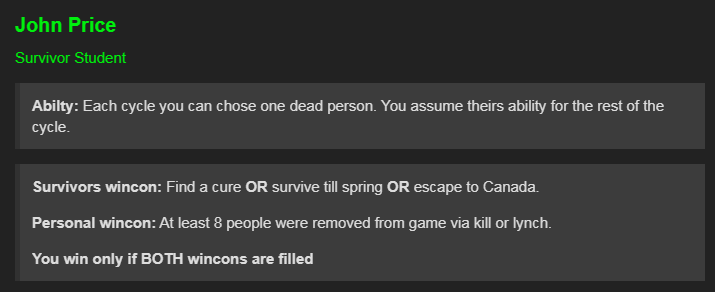 John Price
Survivor Student
Abilty: Each cycle you can chose one dead person. You assume theirs ability for the rest of the
cycle.
Survivors wincon: Find a cure OR survive till spring OR escape to Canada.
Personal wincon: At least 8 people were removed from game via kill or lynch.
You win only if BOTH wincons are filled